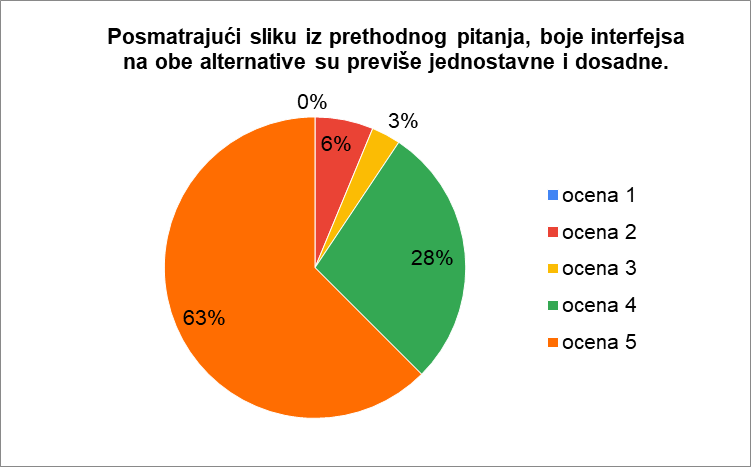 Posmatrajući sliku iz prethodnog pitanja, boje interfejsa
na obe alternative su previše jednostavne i dosadne.
0%
6%
3%
28%
63%
ocena 1
ocena 2
ocena 3
ocena 4
ocena 5